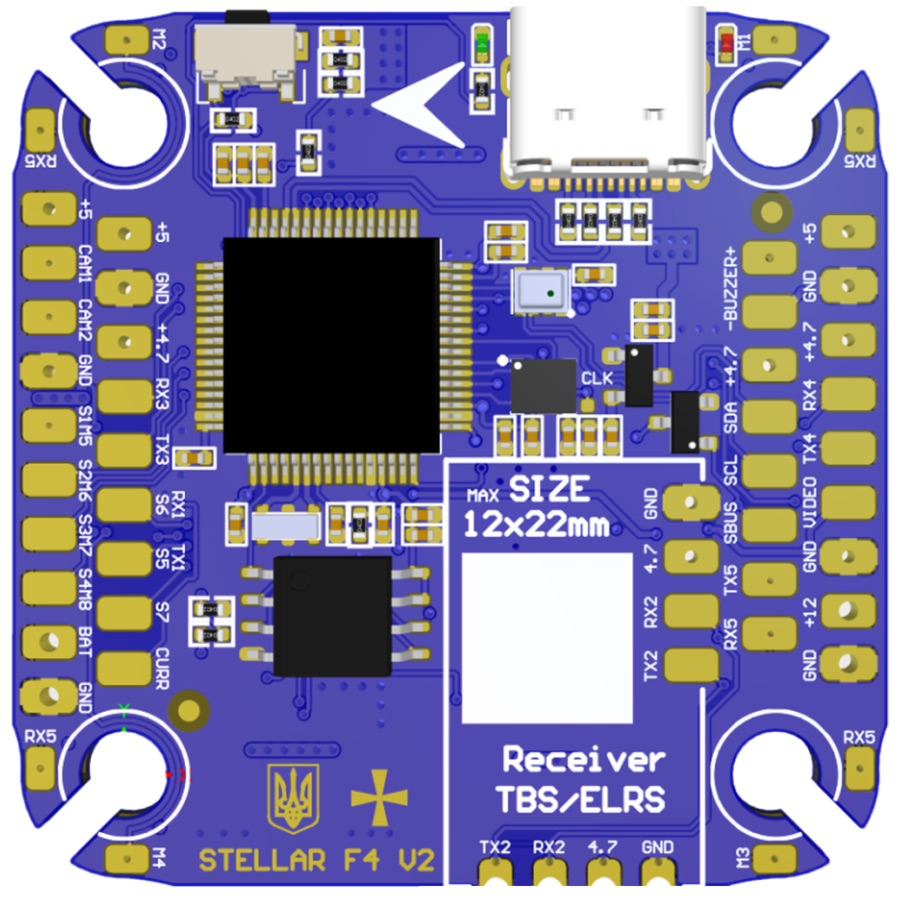 M2
M1
RX5
RX5
+5
CAM1
CAM2
GND
S1M5
S2M6
S3M7
S4M8
BAT
GND
+5
GND
+4.7
RX3
TX3
RX1
S6
TX1
S5
S7
CURR
CLK
-BUZZER+
+4.7
SDA
SCL
SBUS
TX5
RX5
+5
GND
+4.7
RX4
TX4
VIDEO
GND
+12
GND
MAX SIZE
12x22mm
GND
4.7
RX2
TX2
Receiver
TBS/ELRS
RX5
RX5
STELLAR F4 V2
TX2 RX2 4.7 GND
M4
M3